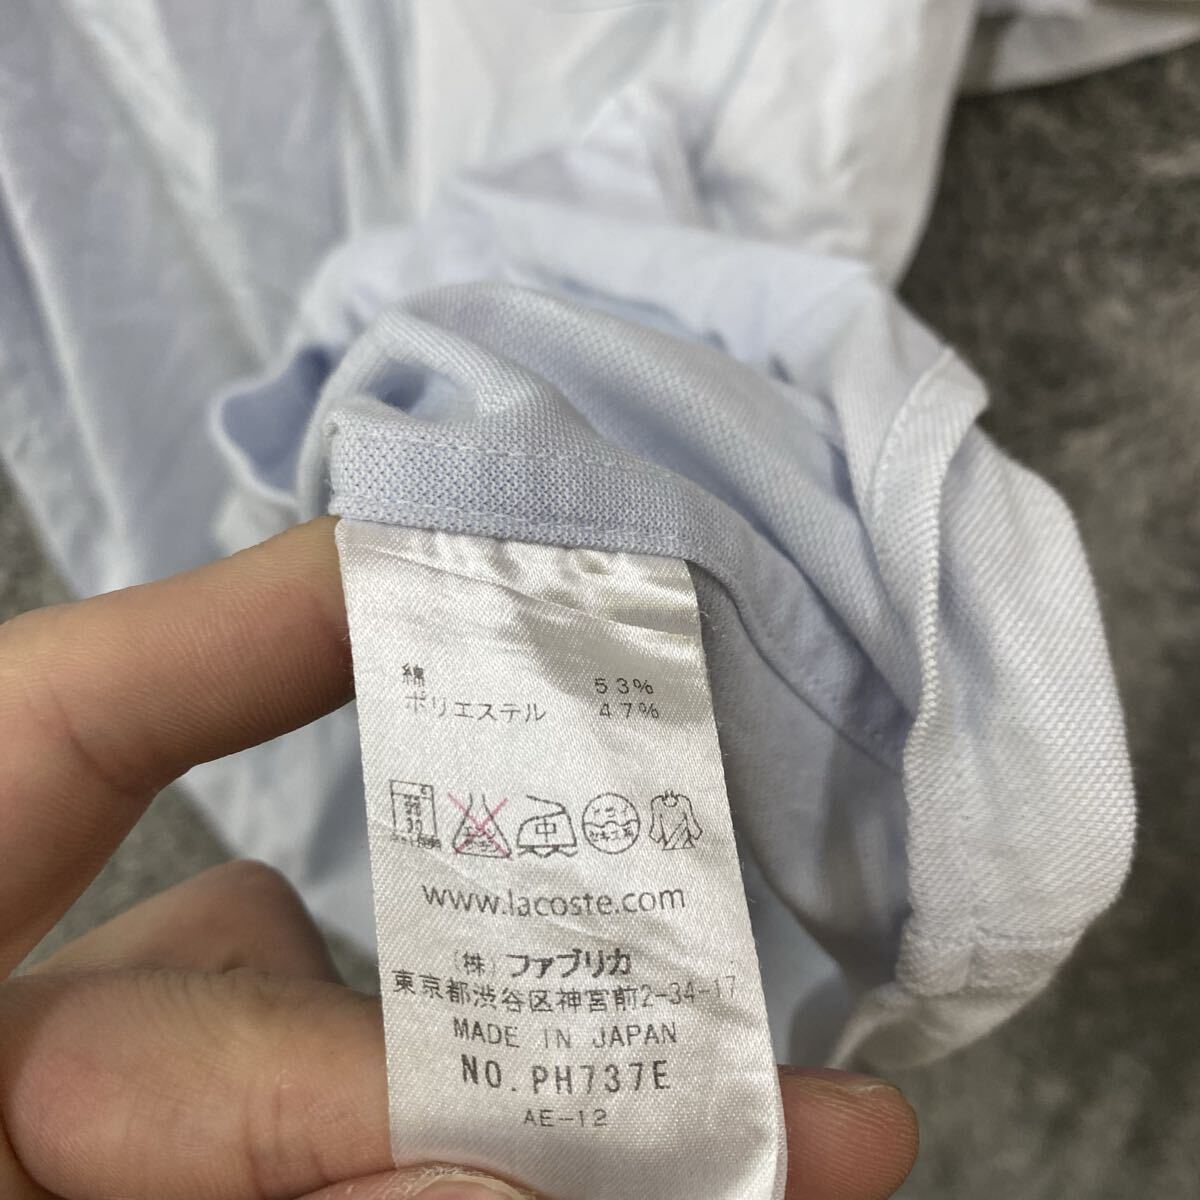 綿 53%
ポリエステル 47%
中
www.lacoste.com
(株) ファブリカ
東京都渋谷区神宮前2-34-17
MADE IN JAPAN
NO. PH737E
AE-12